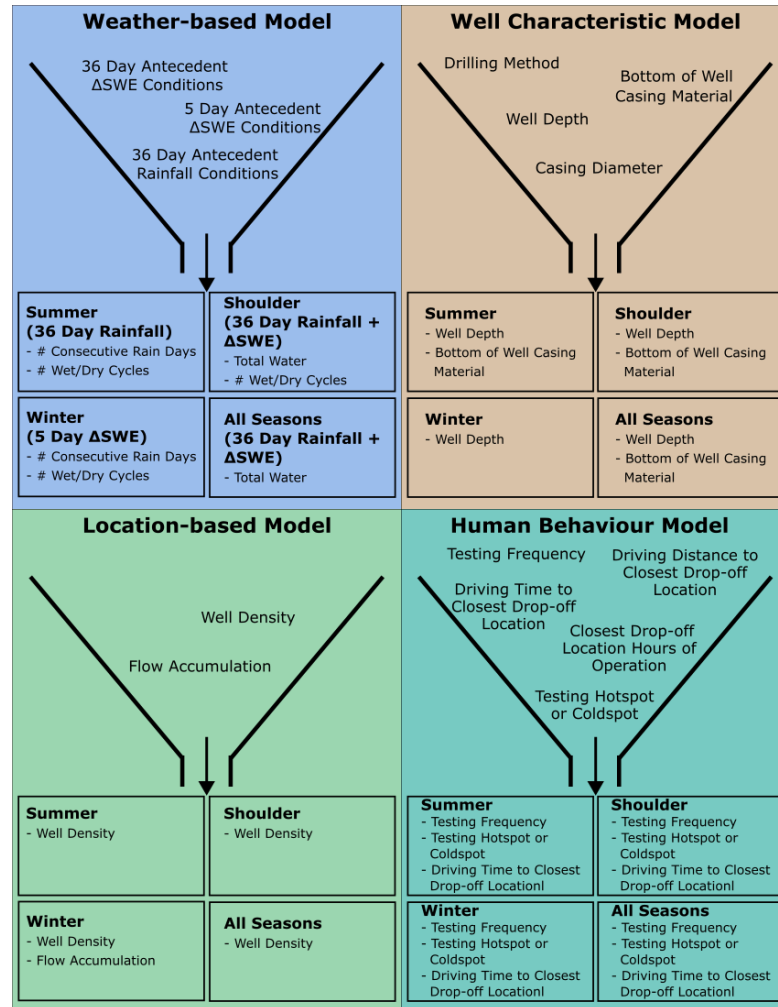 Weather-based Model
36 Day Antecedent
ΔSWE Conditions
5 Day Antecedent
ΔSWE Conditions
36 Day Antecedent
Rainfall Conditions
Summer
(36 Day Rainfall)
- # Consecutive Rain Days
- # Wet/Dry Cycles
Shoulder
(36 Day Rainfall +
ΔSWE)
- Total Water
- # Wet/Dry Cycles
Winter
(5 Day ΔSWE)
- # Consecutive Rain Days
- # Wet/Dry Cycles
All Seasons
(36 Day Rainfall +
ΔSWE)
- Total Water
Well Characteristic Model
Drilling Method
Bottom of Well
Casing Material
Well Depth
Casing Diameter
Summer
- Well Depth
- Bottom of Well Casing
Material
Shoulder
- Well Depth
- Bottom of Well Casing
Material
Winter
- Well Depth
All Seasons
- Well Depth
- Bottom of Well Casing
Material
Location-based Model
Well Density
Flow Accumulation
Summer
- Well Density
Shoulder
- Well Density
Winter
- Well Density
- Flow Accumulation
All Seasons
- Well Density
Human Behaviour Model
Testing Frequency
Driving Distance to
Closest Drop-off
Location
Driving Time to
Closest Drop-off
Location
Closest Drop-off
Location Hours of
Operation
Testing Hotspot
or Coldspot
Summer
- Testing Frequency
- Testing Hotspot or
Coldspot
- Driving Time to Closest
Drop-off Locationl
Shoulder
- Testing Frequency
- Testing Hotspot or
Coldspot
- Driving Time to Closest
Drop-off Locationl
Winter
- Testing Frequency
- Testing Hotspot or
Coldspot
- Driving Time to Closest
Drop-off Locationl
All Seasons
- Testing Frequency
- Testing Hotspot or
Coldspot
- Driving Time to Closest
Drop-off Locationl